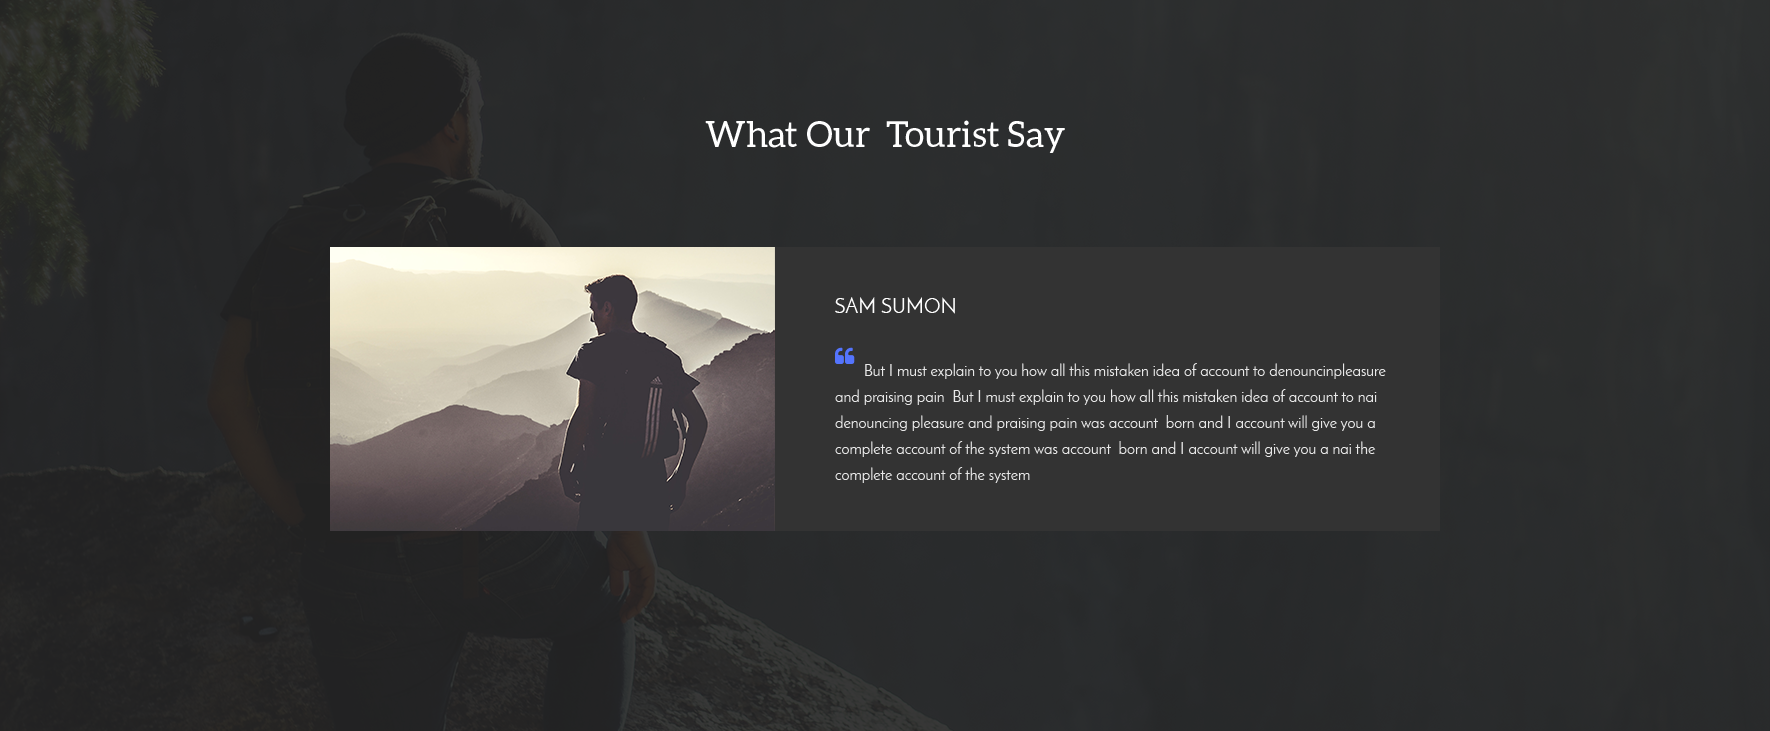 What Our  Tourist Say
SAM SUMON
“ But I must explain to you how all this mistaken idea of account to denouncinpleasure
and praising pain  But I must explain to you how all this mistaken idea of account to nai
denouncing pleasure and praising pain was account  born and I account will give you a
complete account of the system was account  born and I account will give you a nai the
complete account of the system